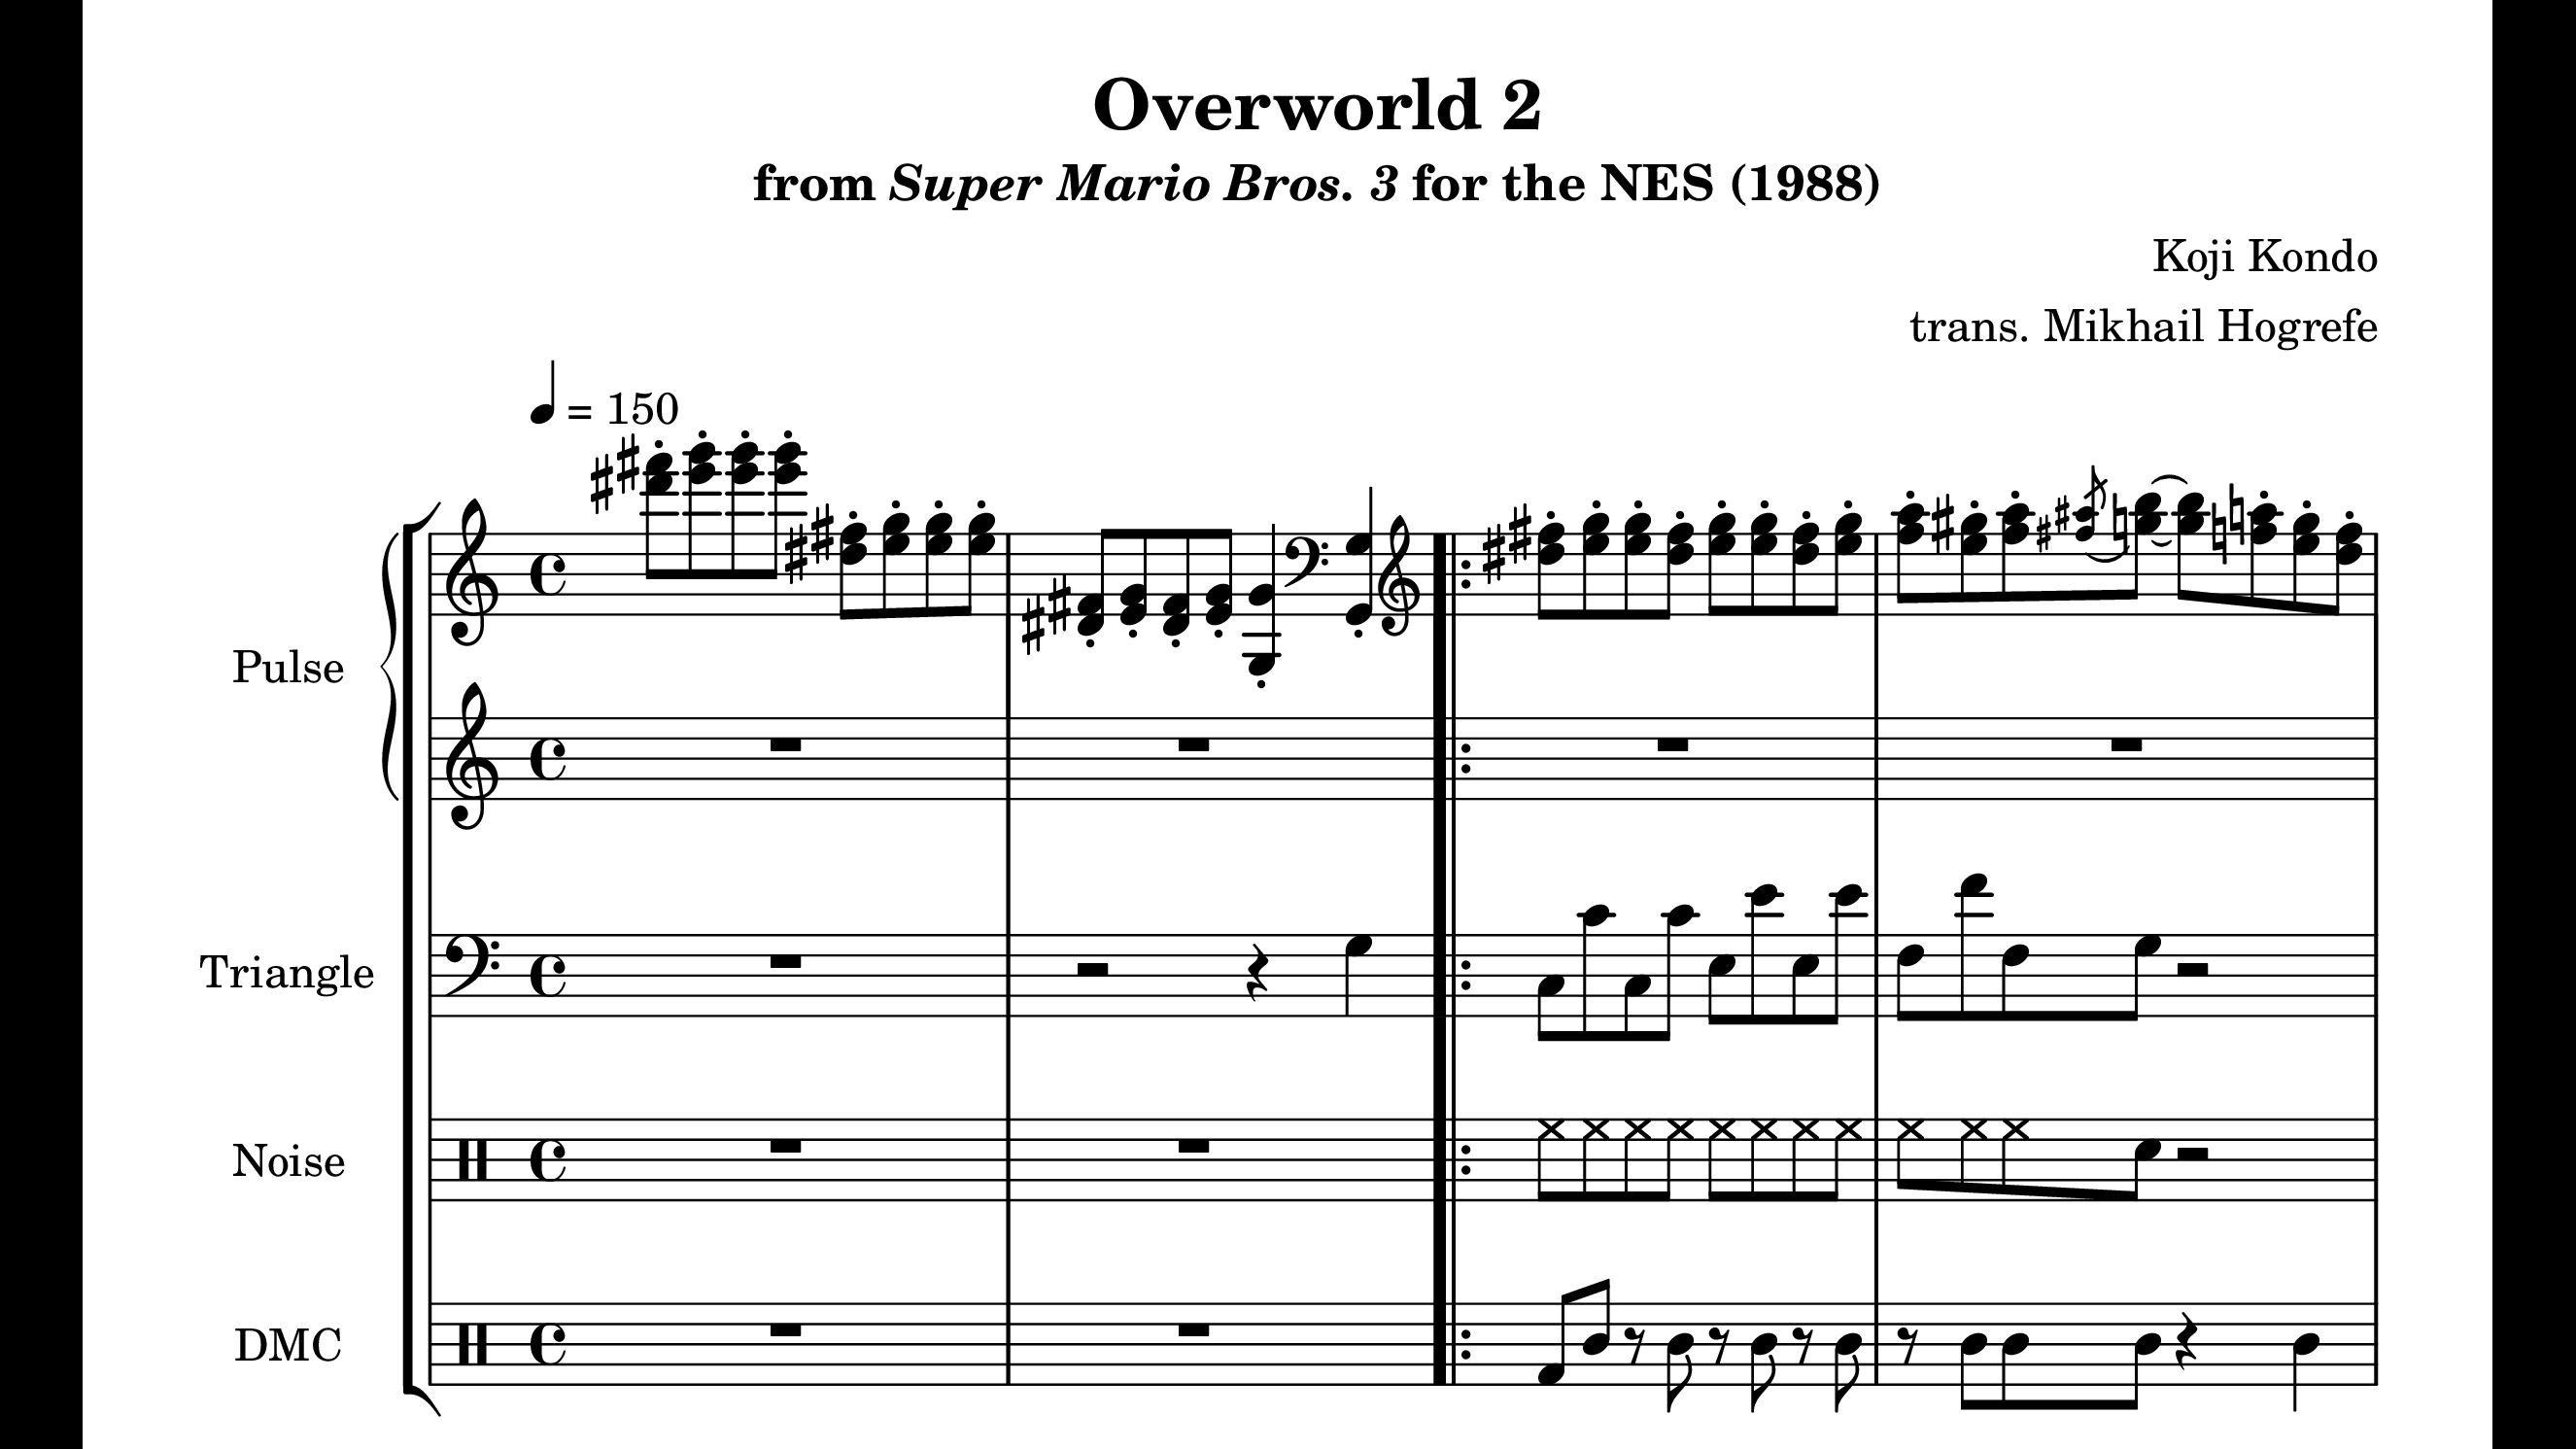 Overworld 2
from Super Mario Bros. 3 for the NES (1988)
Koji Kondo
trans. Mikhail Hogrefe
= 150
Pulse
Triangle
Noise
DMC